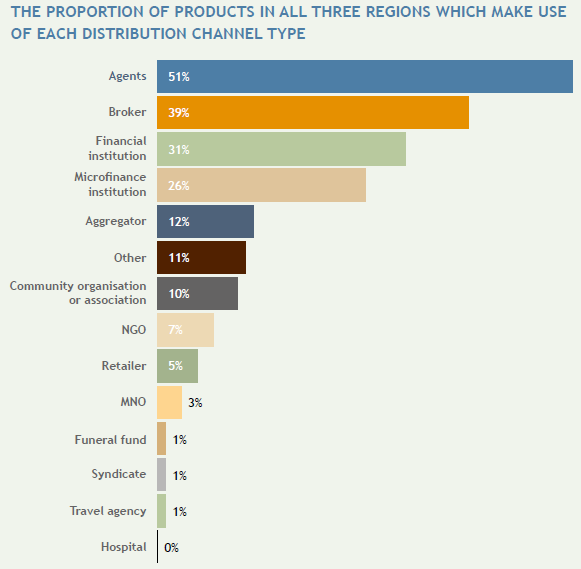 THE PROPORTION OF PRODUCTS IN ALL THREE REGIONS WHICH MAKE USE
OF EACH DISTRIBUTION CHANNEL TYPE
Agents 51%
Broker 39%
Financial
institution 31%
Microfinance
institution 26%
Aggregator 12%
Other 11%
Community organisation
or association 10%
NGO 7%
Retailer 5%
MNO 3%
Funeral fund 1%
Syndicate 1%
Travel agency 1%
Hospital 0%